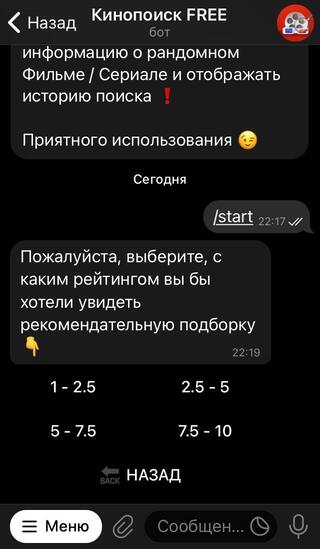 Назад
Кинопоиск FREE
бот
информацию о рандомном
Фильме / Сериале и отображать
историю поиска ❗
Приятного использования 😉
Сегодня
/start 22:17
Пожалуйста, выберите, с
каким рейтингом вы бы
хотели увидеть
рекомендательную подборку
👇 22:19
1 - 2.5
2.5 - 5
5 - 7.5
7.5 - 10
🔙 НАЗАД
Меню
Сообщен...